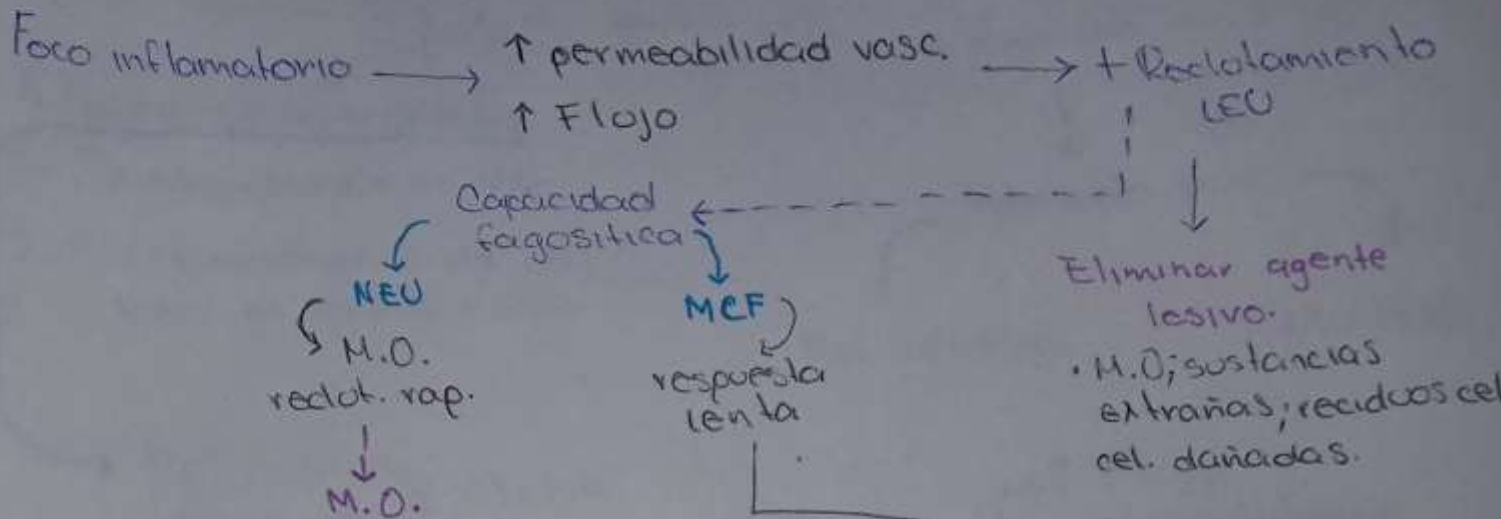 Foco inflamatorio → ↑ permeabilidad vasc. → + Reclutamiento
↑ Flujo
LEU
Capacidad
fagositica
NEU
MCF
M.O.
reclut. rap.
M.O.
respuesta
lenta
Eliminar agente
lesivo.
· M.O; sustancias
extrañas; reciduos cel
cel. dañadas.